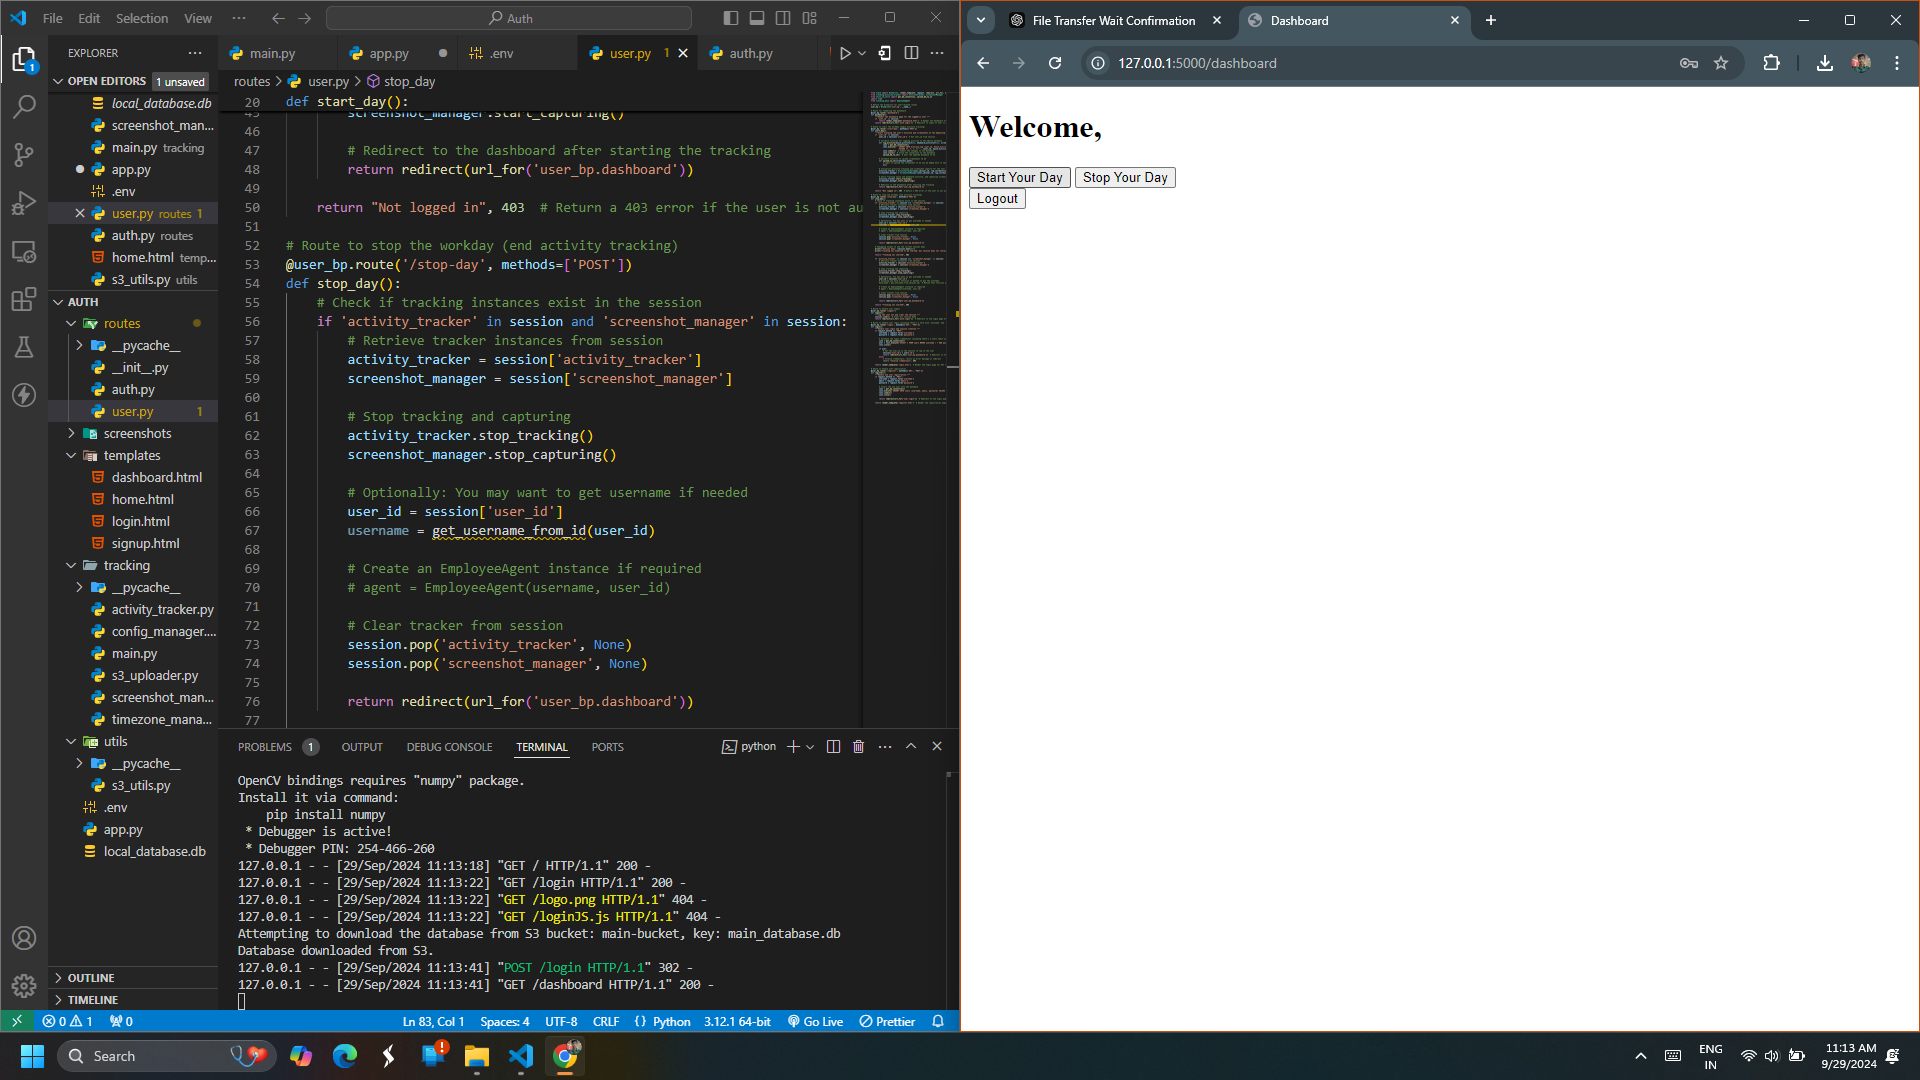 File Edit Selection View ··· Auth
EXPLORER ···
OPEN EDITORS 1 unsaved
local_database.db
screenshot_man...
main.py tracking
app.py
.env
user.py routes 1
auth.py routes
home.html temp...
s3_utils.py utils
AUTH
routes
__pycache__
__init__.py
auth.py
user.py 1
screenshots
templates
dashboard.html
home.html
login.html
signup.html
tracking
__pycache__
activity_tracker.py
config_manager....
main.py
s3_uploader.py
screenshot_man...
timezone_mana...
utils
__pycache__
s3_utils.py
.env
app.py
local_database.db
OUTLINE
TIMELINE
main.py app.py .env user.py 1 auth.py
routes > user.py > stop_day
20 def start_day():
45 screenshot_manager.start_capturing()
46
47 # Redirect to the dashboard after starting the tracking
48 return redirect(url_for('user_bp.dashboard'))
49
50 return "Not logged in", 403 # Return a 403 error if the user is not au
51
52 # Route to stop the workday (end activity tracking)
53 @user_bp.route('/stop-day', methods=['POST'])
54 def stop_day():
55 # Check if tracking instances exist in the session
56 if 'activity_tracker' in session and 'screenshot_manager' in session:
57 # Retrieve tracker instances from session
58 activity_tracker = session['activity_tracker']
59 screenshot_manager = session['screenshot_manager']
60
61 # Stop tracking and capturing
62 activity_tracker.stop_tracking()
63 screenshot_manager.stop_capturing()
64
65 # Optionally: You may want to get username if needed
66 user_id = session['user_id']
67 username = get_username_from_id(user_id)
68
69 # Create an EmployeeAgent instance if required
70 # agent = EmployeeAgent(username, user_id)
71
72 # Clear tracker from session
73 session.pop('activity_tracker', None)
74 session.pop('screenshot_manager', None)
75
76 return redirect(url_for('user_bp.dashboard'))
77
PROBLEMS 1 OUTPUT DEBUG CONSOLE TERMINAL PORTS python
OpenCV bindings requires "numpy" package.
Install it via command:
pip install numpy
* Debugger is active!
* Debugger PIN: 254-466-260
127.0.0.1 - - [29/Sep/2024 11:13:18] "GET / HTTP/1.1" 200 -
127.0.0.1 - - [29/Sep/2024 11:13:22] "GET /login HTTP/1.1" 200 -
127.0.0.1 - - [29/Sep/2024 11:13:22] "GET /logo.png HTTP/1.1" 404 -
127.0.0.1 - - [29/Sep/2024 11:13:22] "GET /loginJS.js HTTP/1.1" 404 -
Attempting to download the database from S3 bucket: main-bucket, key: main_database.db
Database downloaded from S3.
127.0.0.1 - - [29/Sep/2024 11:13:41] "POST /login HTTP/1.1" 302 -
127.0.0.1 - - [29/Sep/2024 11:13:41] "GET /dashboard HTTP/1.1" 200 -
0 1 0 Ln 83, Col 1 Spaces: 4 UTF-8 CRLF {} Python 3.12.1 64-bit Go Live Prettier
File Transfer Wait Confirmation Dashboard
127.0.0.1:5000/dashboard
Welcome,
Start Your Day Stop Your Day
Logout
Search
ENG
IN
11:13 AM
9/29/2024